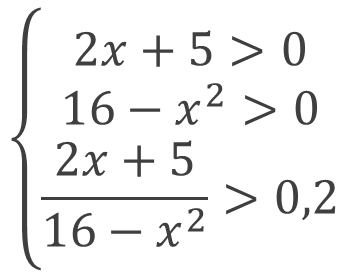 2x + 5 > 0
16 − x² > 0
2x + 5
16 − x² > 0,2